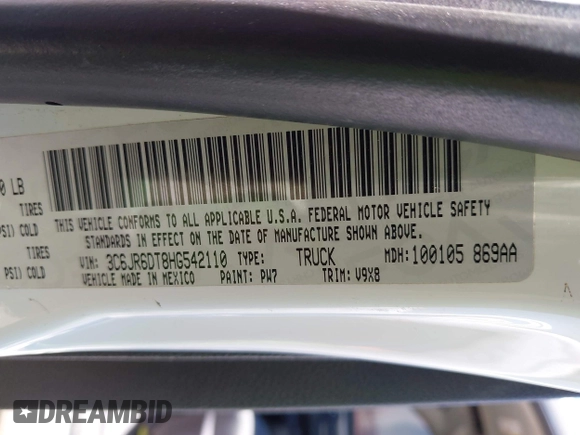 0 LB
TIRES
PSI) COLD
TIRES
PSI) COLD
THIS VEHICLE CONFORMS TO ALL APPLICABLE U.S.A. FEDERAL MOTOR VEHICLE SAFETY
STANDARDS IN EFFECT ON THE DATE OF MANUFACTURE SHOWN ABOVE.
VIN: 3C6JR6DT8HG542110 TYPE: TRUCK MDH:100105 869AA
VEHICLE MADE IN MEXICO PAINT: PW7 TRIM: V9X8
A
DREAMBID